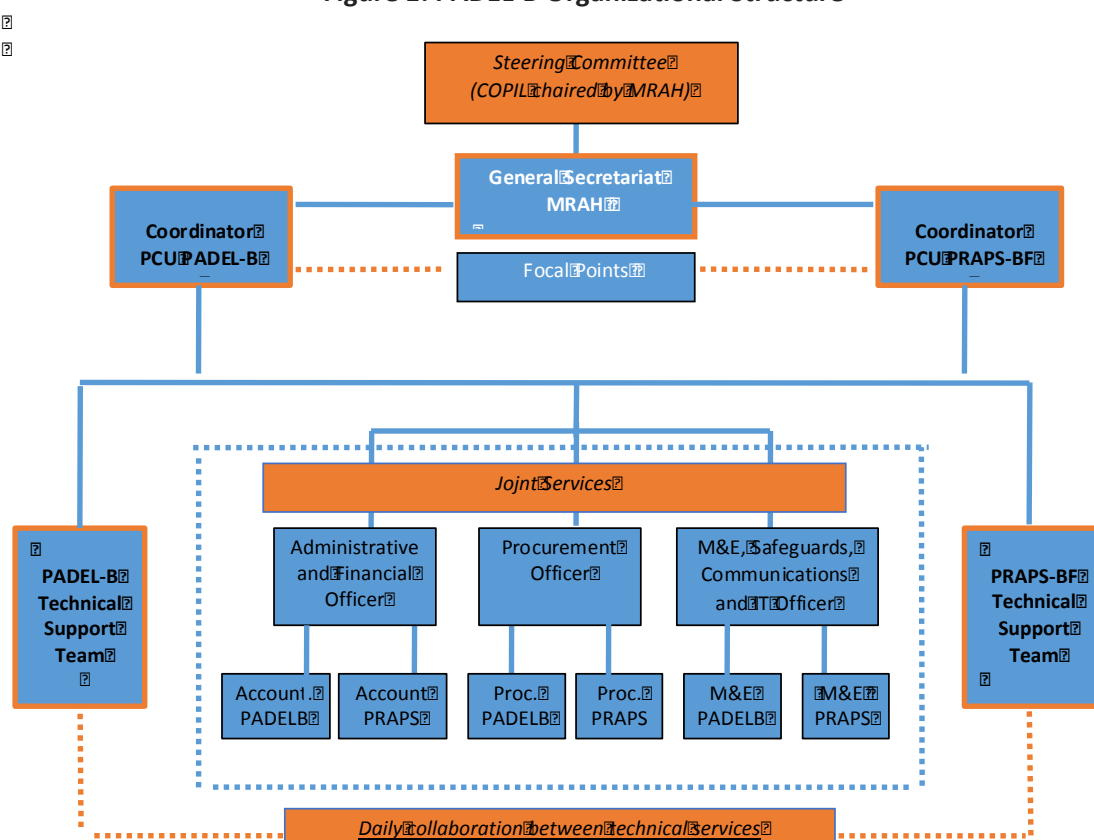 Steering Committee
(COPIL chaired by MRAH)
General Secretariat
MRAH
Coordinator
PCU PADEL-B
Coordinator
PCU PRAPS-BF
Focal Points
Jojnt Services
Administrative
and Financial
Officer
Procurement
Officer
M&E, Safeguards,
Communications
and IT Officer
PADEL-B
Technical
Support
Team
PRAPS-BF
Technical
Support
Team
Account.
PADELB
Account
PRAPS
Proc.
PADELB
Proc.
PRAPS
M&E
PADELB
M&E
PRAPS
Daily collaboration between technical services